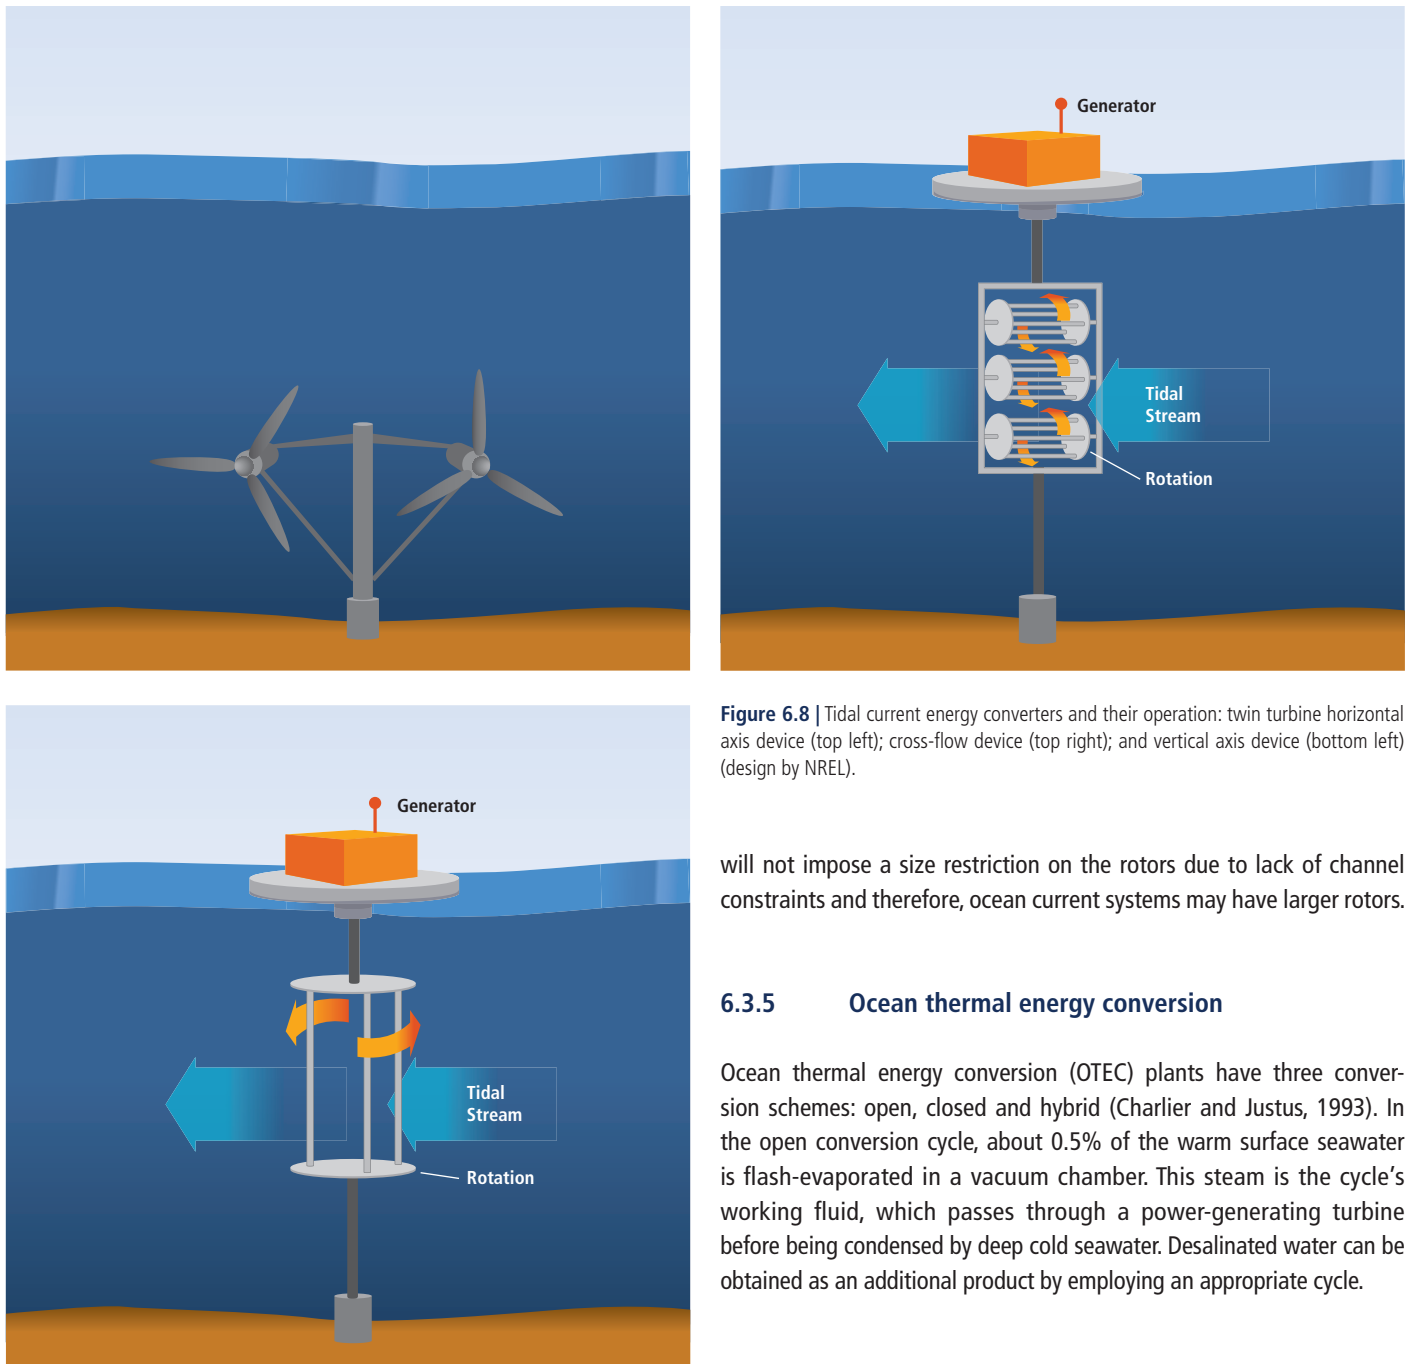 Generator
Tidal
Stream
Rotation
Figure 6.8 | Tidal current energy converters and their operation: twin turbine horizontal
axis device (top left); cross-flow device (top right); and vertical axis device (bottom left)
(design by NREL).
Generator
Tidal
Stream
Rotation
will not impose a size restriction on the rotors due to lack of channel
constraints and therefore, ocean current systems may have larger rotors.
6.3.5 Ocean thermal energy conversion
Ocean thermal energy conversion (OTEC) plants have three conver-
sion schemes: open, closed and hybrid (Charlier and Justus, 1993). In
the open conversion cycle, about 0.5% of the warm surface seawater
is flash-evaporated in a vacuum chamber. This steam is the cycle’s
working fluid, which passes through a power-generating turbine
before being condensed by deep cold seawater. Desalinated water can be
obtained as an additional product by employing an appropriate cycle.